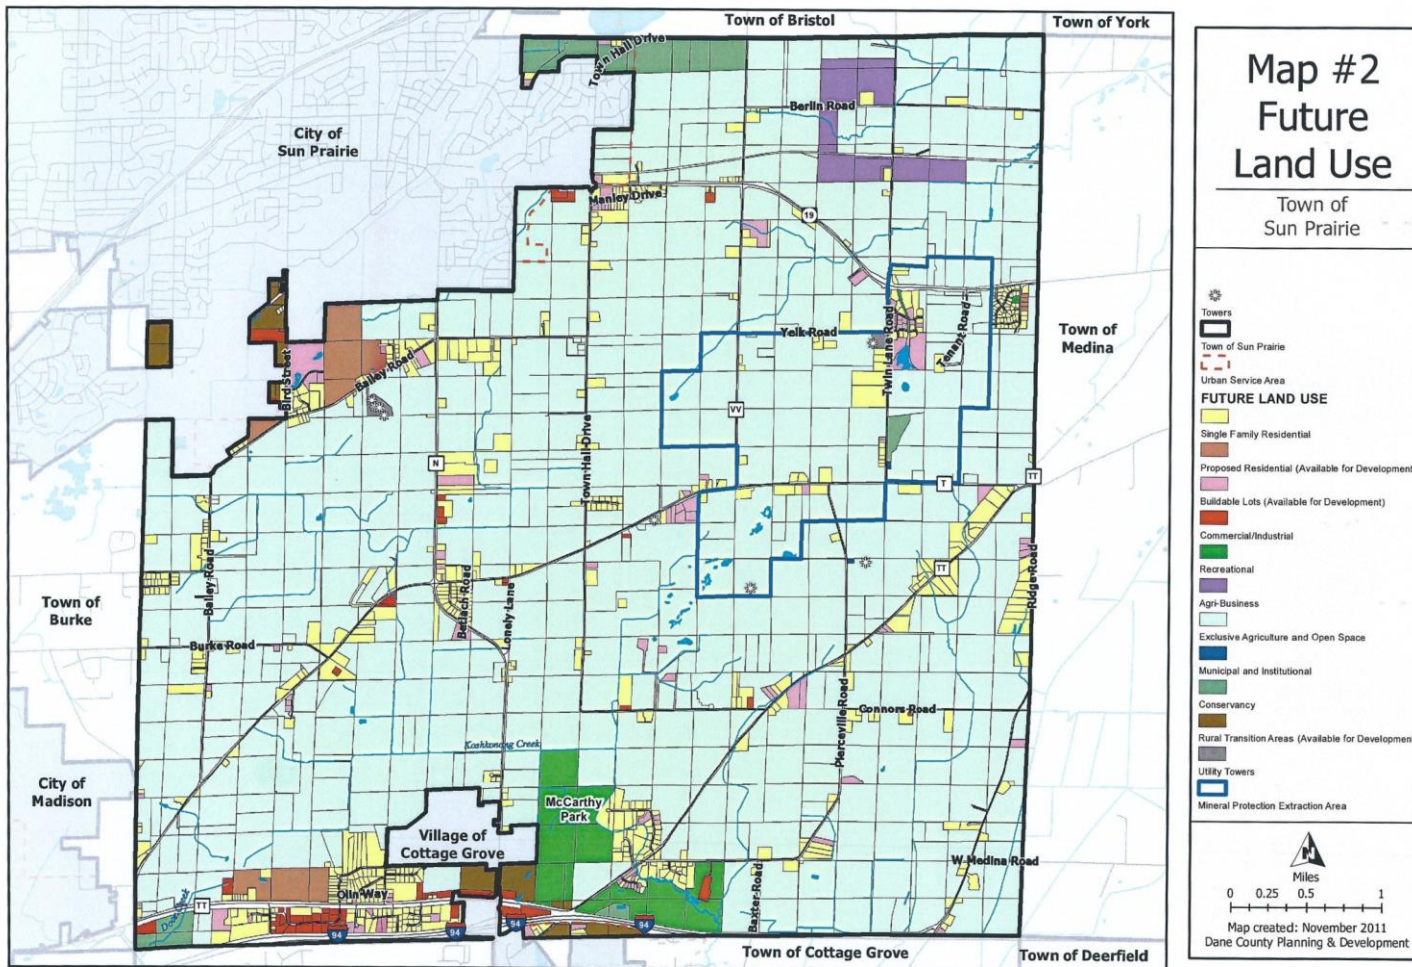 Town of Bristol
Town of York
Town Hall Drive
City of
Sun Prairie
Berlin Road
Manley Drive
19
Bird Street
Bailey Road
Yelk Road
Twin Lane Road
Tenant Road
Town of
Medina
VV
N
Town Hall Drive
T
TT
Bailey Road
Betlach Road
Lonely Lane
TT
Ridge Road
Town of
Burke
Burke Road
Pierceville Road
Connors Road
Koshkonong Creek
City of
Madison
McCarthy
Park
Village of
Cottage Grove
W Medina Road
Baxter Road
Olin Way
Door Creek
TT
94
94
94
94
Town of Cottage Grove
Town of Deerfield
Map #2
Future
Land Use
Town of
Sun Prairie
Towers
Town of Sun Prairie
Urban Service Area
FUTURE LAND USE
Single Family Residential
Proposed Residential (Available for Development
Buildable Lots (Available for Development)
Commercial/Industrial
Recreational
Agri-Business
Exclusive Agriculture and Open Space
Municipal and Institutional
Conservancy
Rural Transition Areas (Available for Development
Utility Towers
Mineral Protection Extraction Area
N
Miles
0 0.25 0.5 1
Map created: November 2011
Dane County Planning & Development